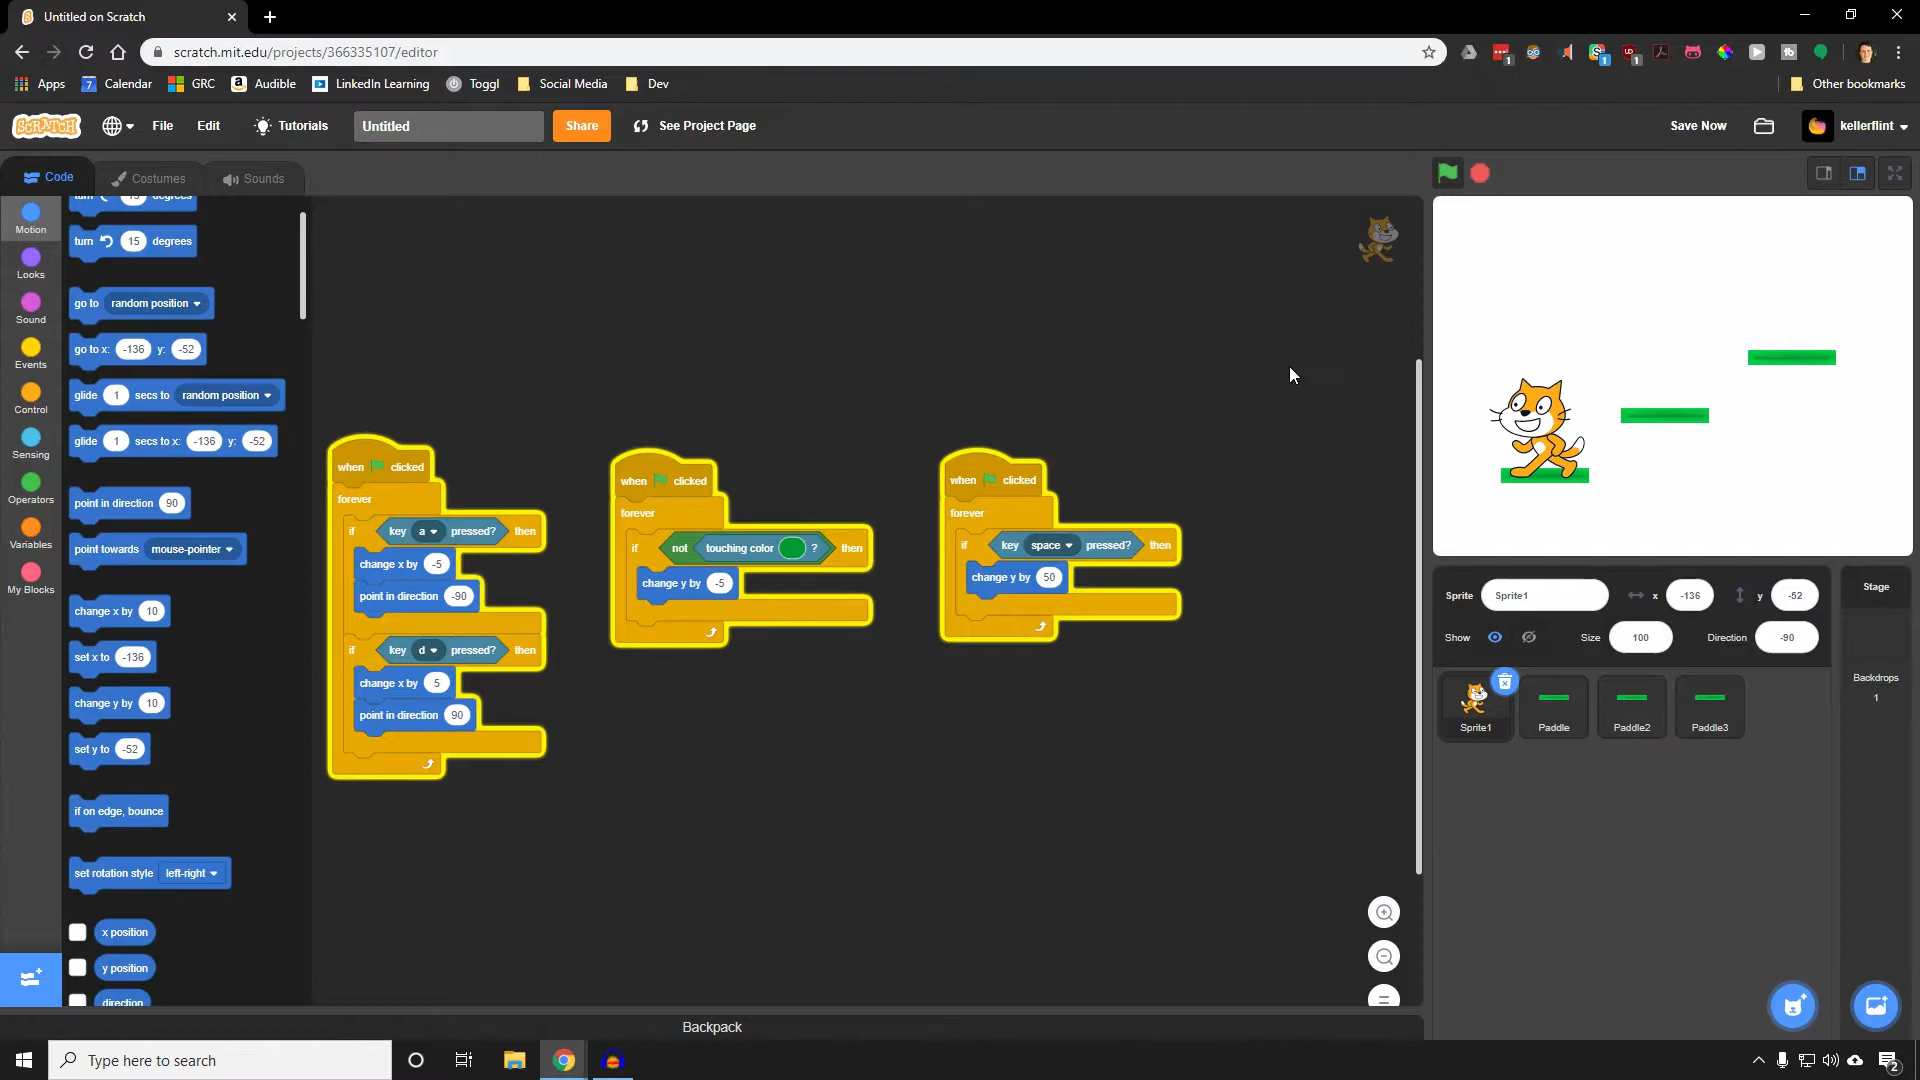 Untitled on Scratch
scratch.mit.edu/projects/366335107/editor
Apps
7
Calendar
GRC
Audible
LinkedIn Learning
Toggl
Social Media
Dev
Other bookmarks
SCRATCH
File
Edit
Tutorials
Untitled
Share
See Project Page
Save Now
kellerflint
Code
Costumes
Sounds
Motion
Looks
Sound
Events
Control
Sensing
Operators
Variables
My Blocks
turn 15 degrees
turn 15 degrees
go to random position
go to x: -136 y: -52
glide 1 secs to random position
glide 1 secs to x: -136 y: -52
point in direction 90
point towards mouse-pointer
change x by 10
set x to -136
change y by 10
set y to -52
if on edge, bounce
set rotation style left-right
x position
y position
direction
when clicked
forever
if key a pressed? then
change x by -5
point in direction -90
if key d pressed? then
change x by 5
point in direction 90
when clicked
forever
if not touching color ? then
change y by -5
when clicked
forever
if key space pressed? then
change y by 50
Sprite Sprite1 x -136 y -52
Show Size 100 Direction -90
Sprite1
Paddle
Paddle2
Paddle3
Stage
Backdrops
1
Backpack
Type here to search
2